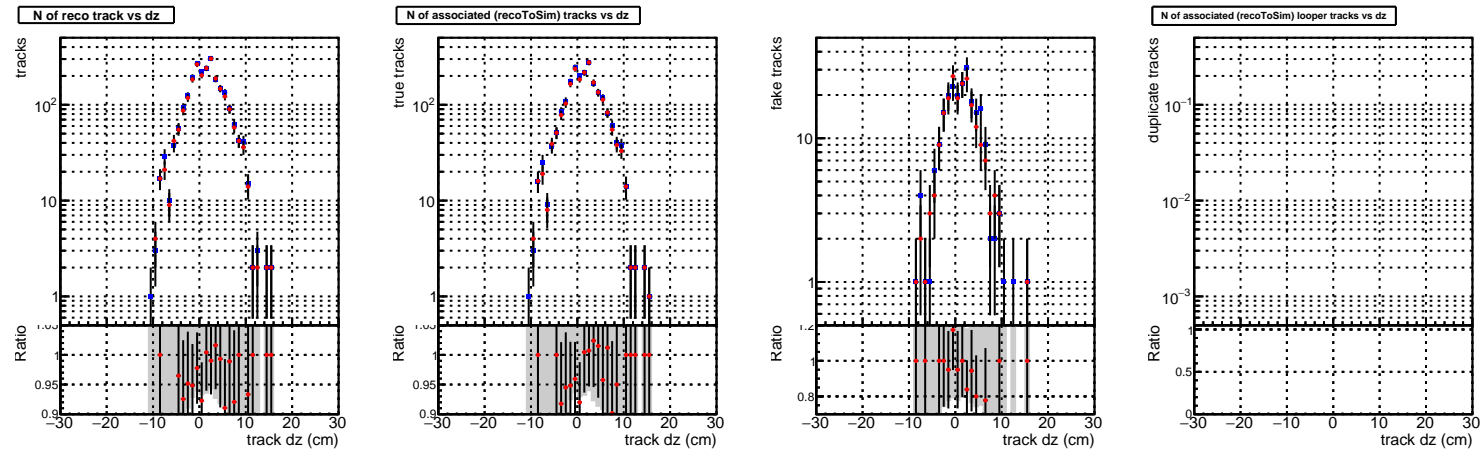 N of reco track vs dz
tracks
10²
10
1
Ratio
1.05
1
0.95
0.9
−30 −20 −10 0 10 20 30
track dz (cm)
N of associated (recoToSim) tracks vs dz
true tracks
10²
10
1
Ratio
1.05
1
0.95
0.9
−30 −20 −10 0 10 20 30
track dz (cm)
fake tracks
10
1
Ratio
1.2
1
0.8
−30 −20 −10 0 10 20 30
track dz (cm)
N of associated (recoToSim) looper tracks vs dz
duplicate tracks
10⁻¹
10⁻²
10⁻³
Ratio
1
0.5
0
−30 −20 −10 0 10 20 30
track dz (cm)